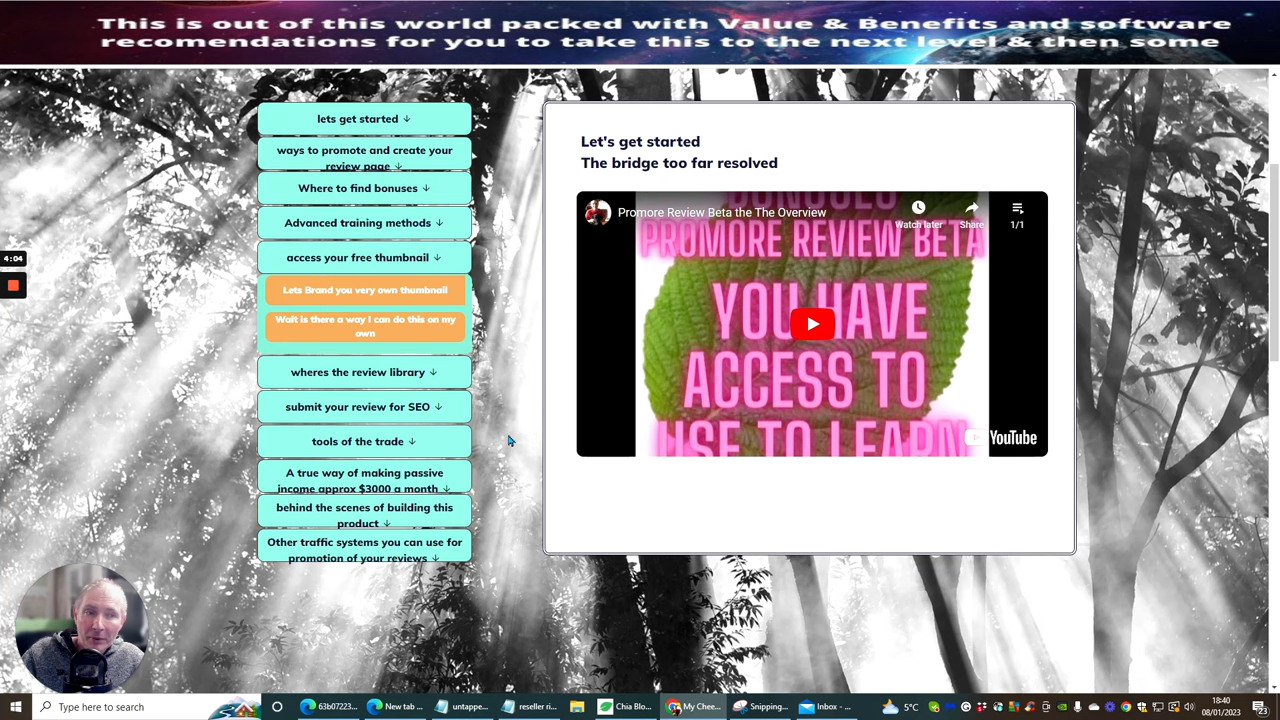 This is out of this world packed with Value & Benefits and software
recomendations for you to take this to the next level & then some
lets get started ↓
ways to promote and create your
review page ↓
Where to find bonuses ↓
Advanced training methods ↓
access your free thumbnail ↓
Lets Brand you very own thumbnail
Wait is there a way I can do this on my
own
wheres the review library ↓
submit your review for SEO ↓
tools of the trade ↓
A true way of making passive
income approx $3000 a month ↓
behind the scenes of building this
product ↓
Other traffic systems you can use for
promotion of your reviews ↓
4:04
Let's get started
The bridge too far resolved
Promore Review Beta the The Overview
Watch later
Share
1/1
PROMORE REVIEW BETA
YOU HAVE
ACCESS TO
USE TO LEARN
YouTube
Type here to search
63b07223...
New tab ...
untappe...
reseller ri...
Chia Blo...
My Chee...
Snipping...
Inbox - ...
5°C
18:40
08/01/2023